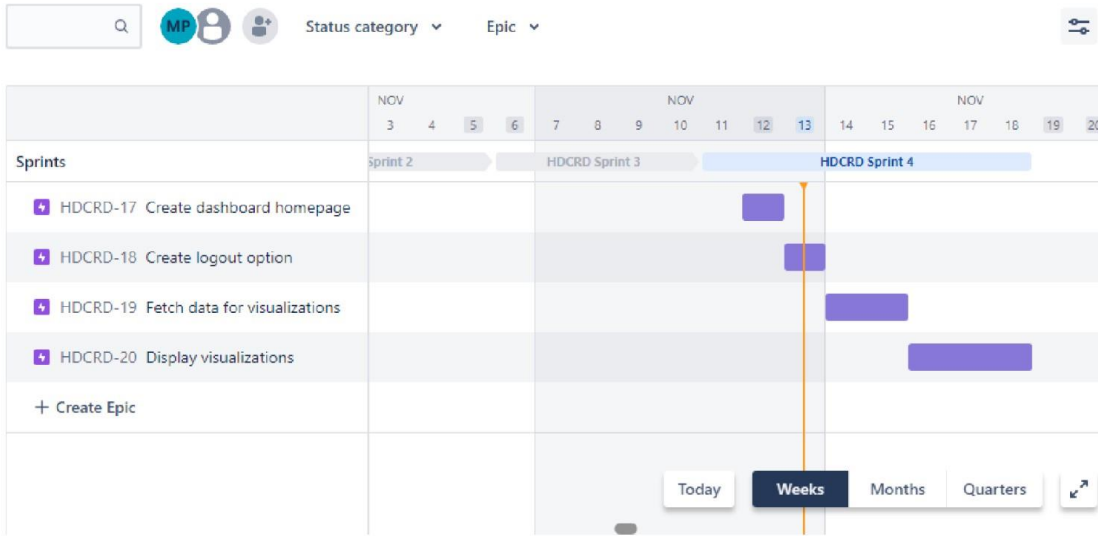 MP Status category Epic
NOV NOV NOV
3 4 5 6 7 8 9 10 11 12 13 14 15 16 17 18 19 20
Sprints Sprint 2 HDCRD Sprint 3 HDCRD Sprint 4
HDCRD-17 Create dashboard homepage
HDCRD-18 Create logout option
HDCRD-19 Fetch data for visualizations
HDCRD-20 Display visualizations
+ Create Epic
Today Weeks Months Quarters